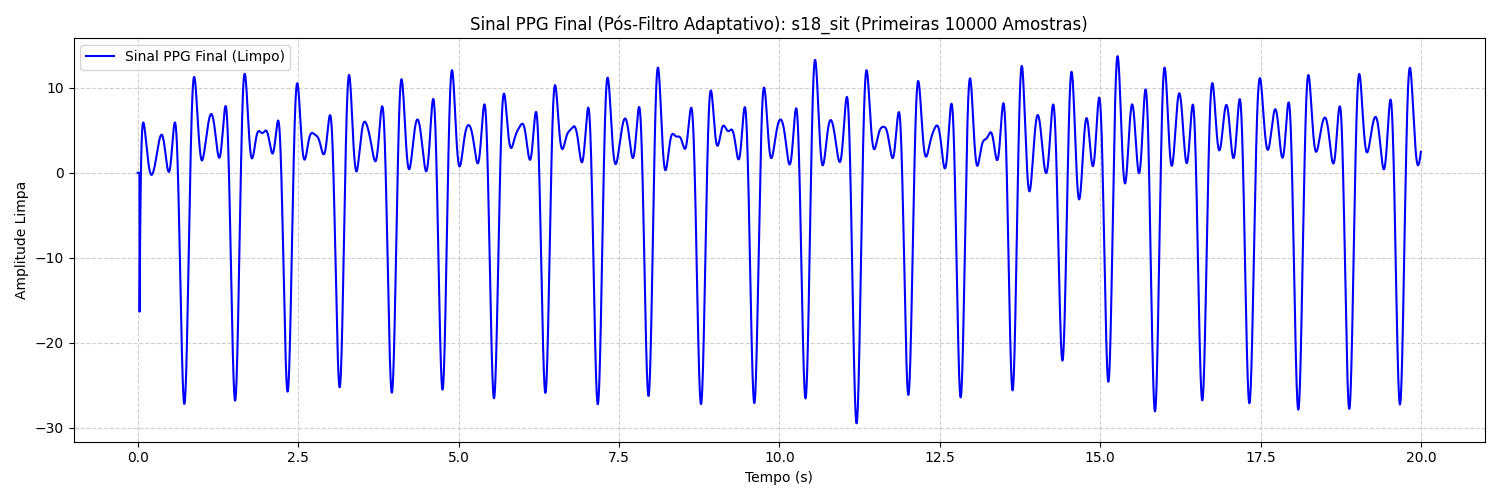 Sinal PPG Final (Pós-Filtro Adaptativo): s18_sit (Primeiras 10000 Amostras)
Sinal PPG Final (Limpo)
Amplitude Limpa
10
0
−10
−20
−30
0.0 2.5 5.0 7.5 10.0 12.5 15.0 17.5 20.0
Tempo (s)